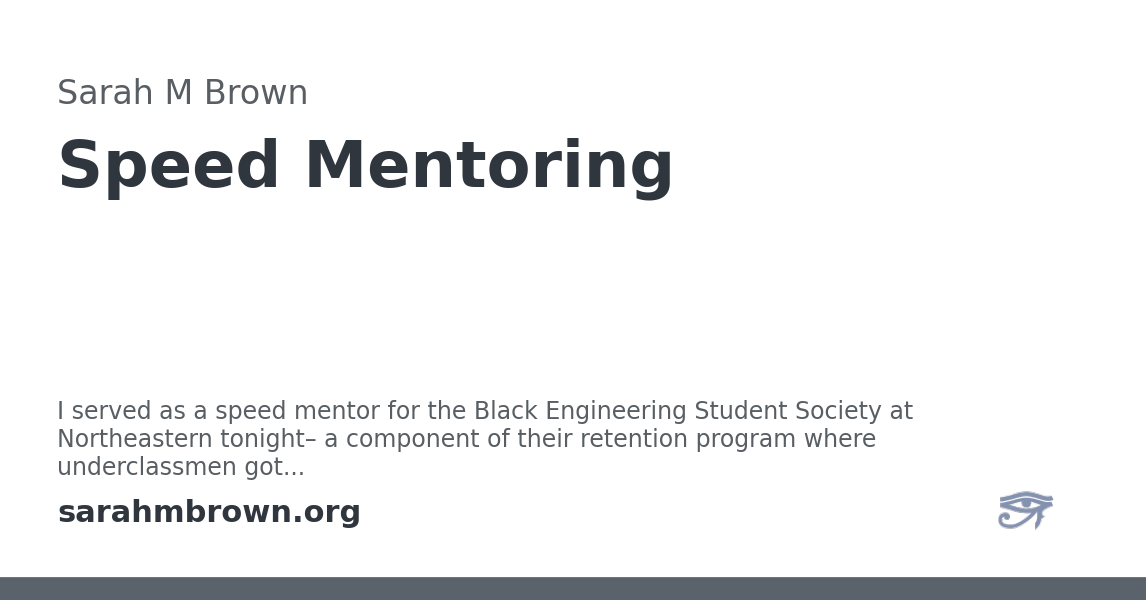 Sarah M Brown
Speed Mentoring
I served as a speed mentor for the Black Engineering Student Society at
Northeastern tonight– a component of their retention program where
underclassmen got...
sarahmbrown.org